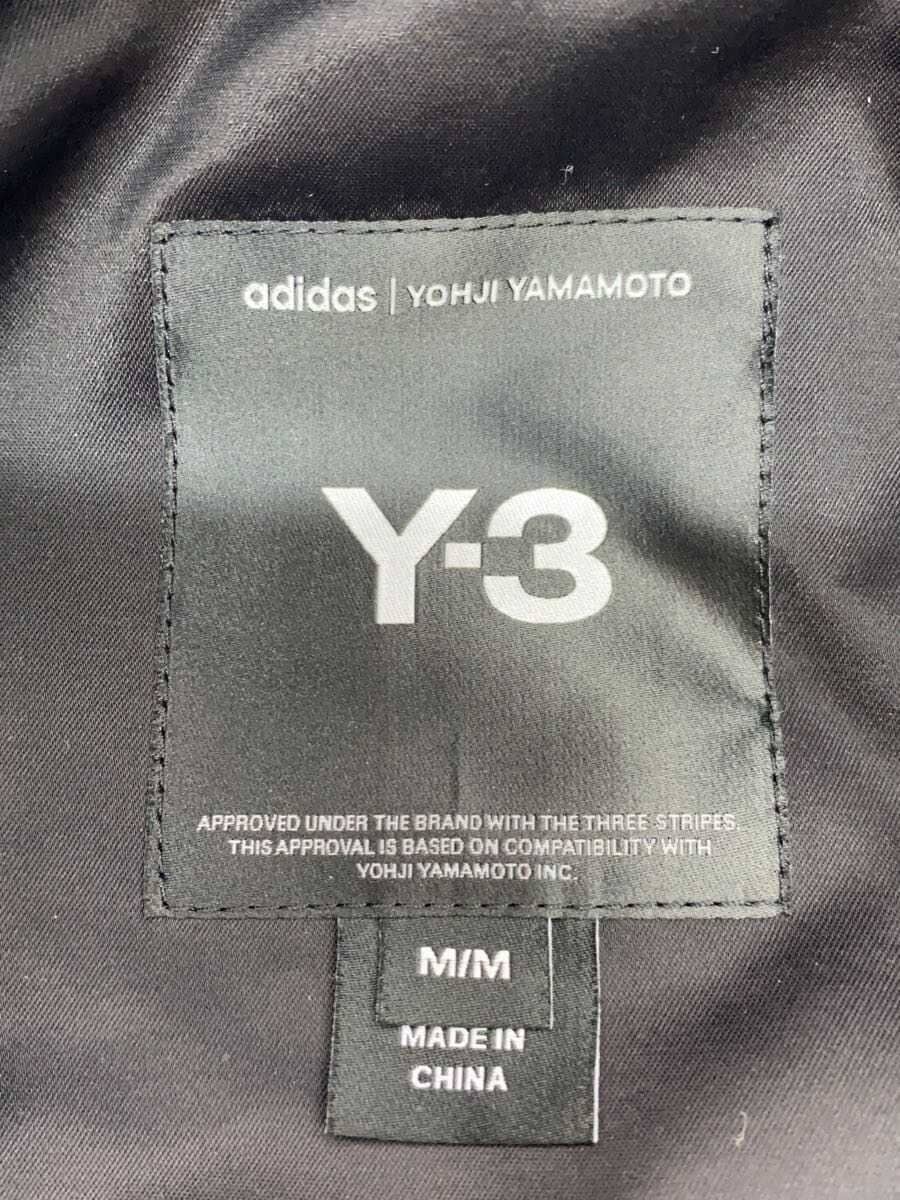 adidas | YOHJI YAMAMOTO
Y-3
APPROVED UNDER THE BRAND WITH THE THREE STRIPES.
THIS APPROVAL IS BASED ON COMPATIBILITY WITH
YOHJI YAMAMOTO INC.
M/M
MADE IN
CHINA